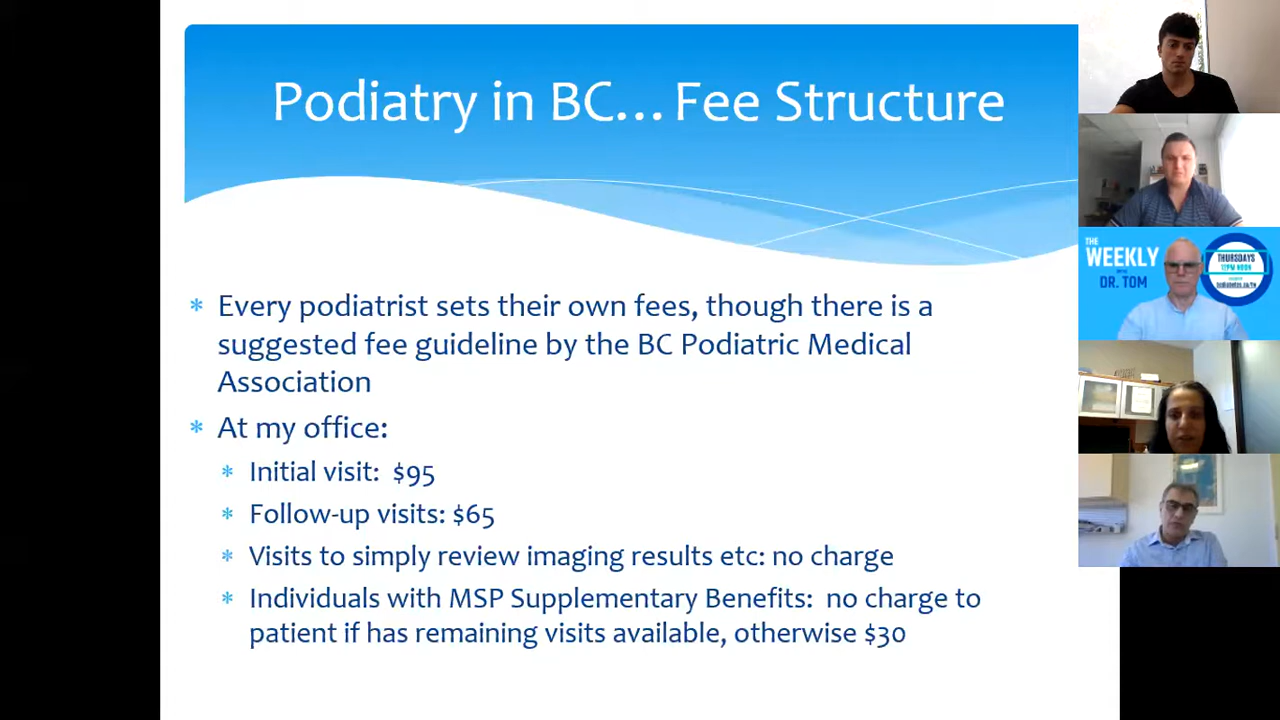 Podiatry in BC… Fee Structure
* Every podiatrist sets their own fees, though there is a
suggested fee guideline by the BC Podiatric Medical
Association
* At my office:
* Initial visit: $95
* Follow-up visits: $65
* Visits to simply review imaging results etc: no charge
* Individuals with MSP Supplementary Benefits: no charge to
patient if has remaining visits available, otherwise $30
THE
WEEKLY
DR. TOM
THURSDAYS
12PM NOON